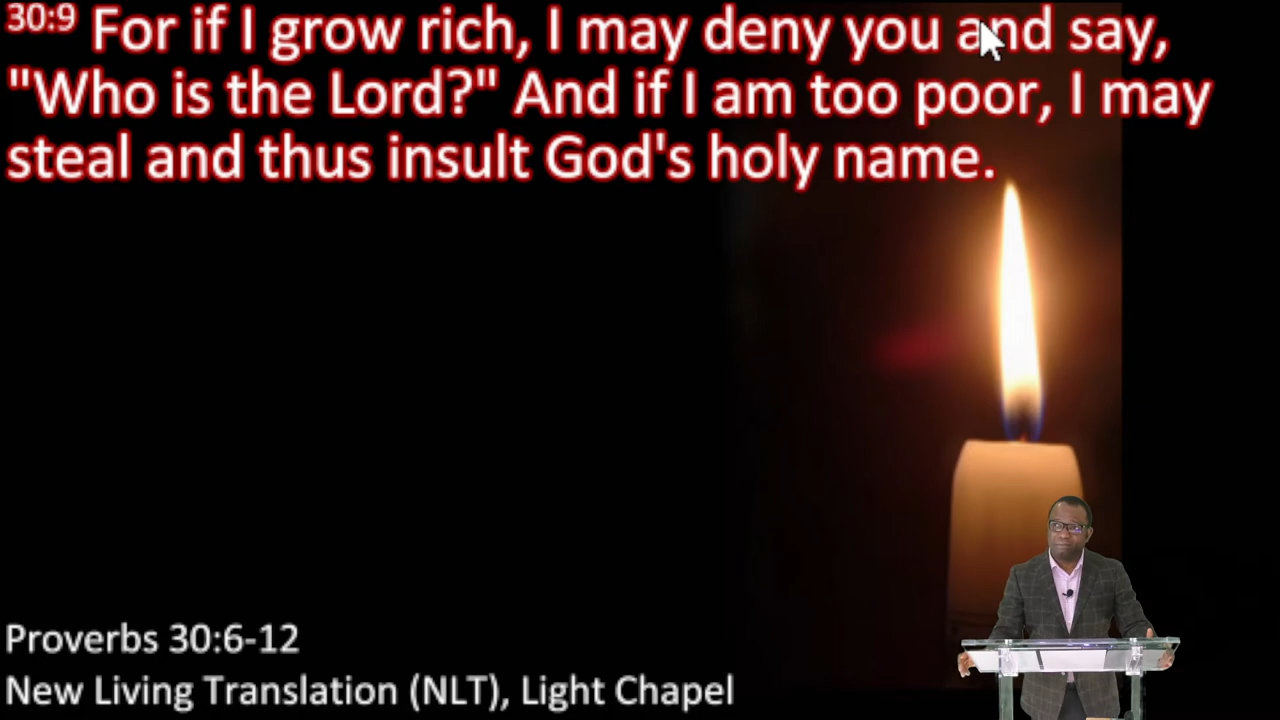 30:9 For if I grow rich, I may deny you and say,
"Who is the Lord?" And if I am too poor, I may
steal and thus insult God's holy name.
Proverbs 30:6-12
New Living Translation (NLT), Light Chapel